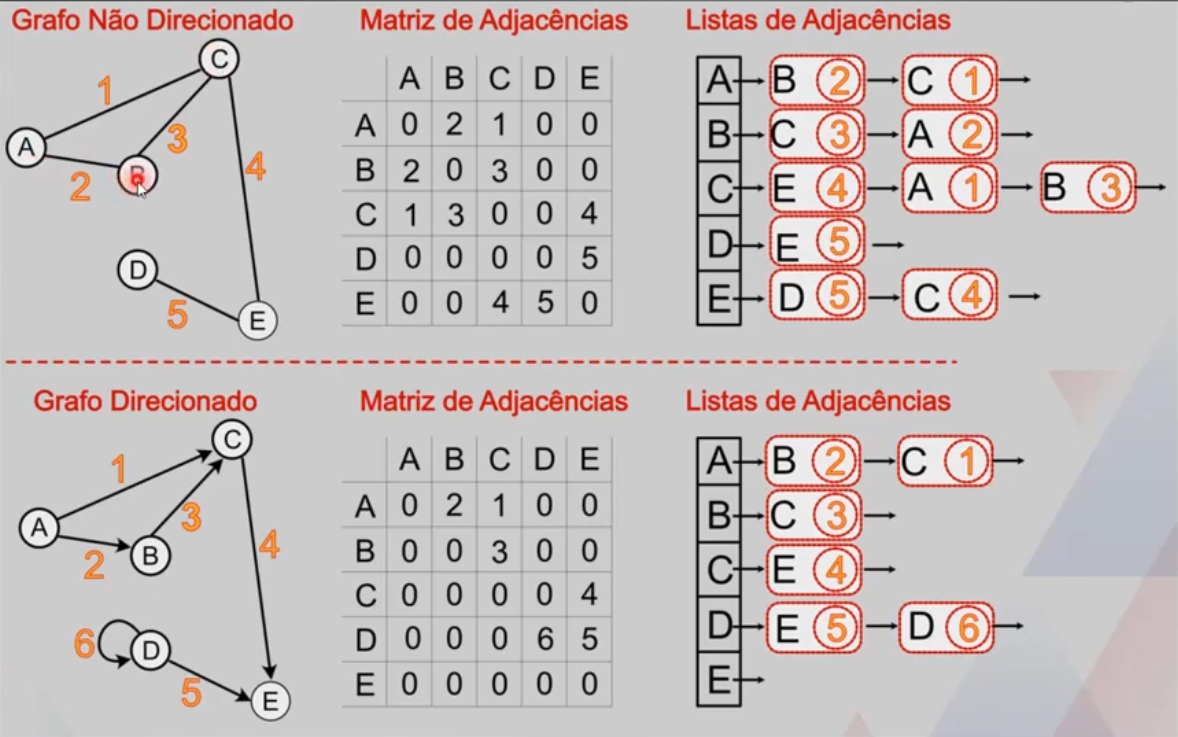 Grafo Não Direcionado
C
1
3
A
4
2
D
5
E
Matriz de Adjacências
A B C D E
A 0 2 1 0 0
B 2 0 3 0 0
C 1 3 0 0 4
D 0 0 0 0 5
E 0 0 4 5 0
Listas de Adjacências
A B 2 C 1
B C 3 A 2
C E 4 A 1 B 3
D E 5
E D 5 C 4
Grafo Direcionado
C
1
3
A
B
2
4
6
D
5
E
Matriz de Adjacências
A B C D E
A 0 2 1 0 0
B 0 0 3 0 0
C 0 0 0 0 4
D 0 0 0 6 5
E 0 0 0 0 0
Listas de Adjacências
A B 2 C 1
B C 3
C E 4
D E 5 D 6
E